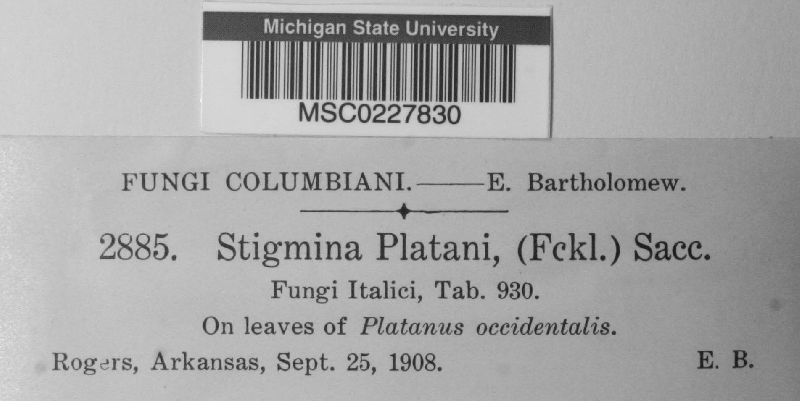 Michigan State University
MSC0227830
FUNGI COLUMBIANI.——E. Bartholomew.
2885. Stigmina Platani, (Fckl.) Sacc.
Fungi Italici, Tab. 930.
On leaves of Platanus occidentalis.
Rogers, Arkansas, Sept. 25, 1908. E. B.